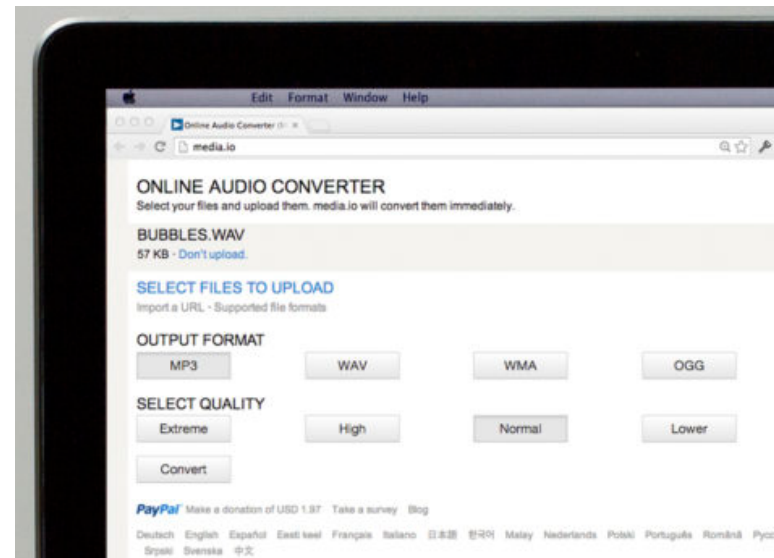 Edit Format Window Help
Online Audio Converter
media.io
ONLINE AUDIO CONVERTER
Select your files and upload them. media.io will convert them immediately.
BUBBLES.WAV
57 KB - Don't upload.
SELECT FILES TO UPLOAD
Import a URL - Supported file formats
OUTPUT FORMAT
MP3 WAV WMA OGG
SELECT QUALITY
Extreme High Normal Lower
Convert
PayPal Make a donation of USD 1.97 Take a survey Blog
Deutsch English Español Eesti keel Français Italiano 日本語 한국어 Malay Nederlands Polski Português Română
Srpski Svenska 中文